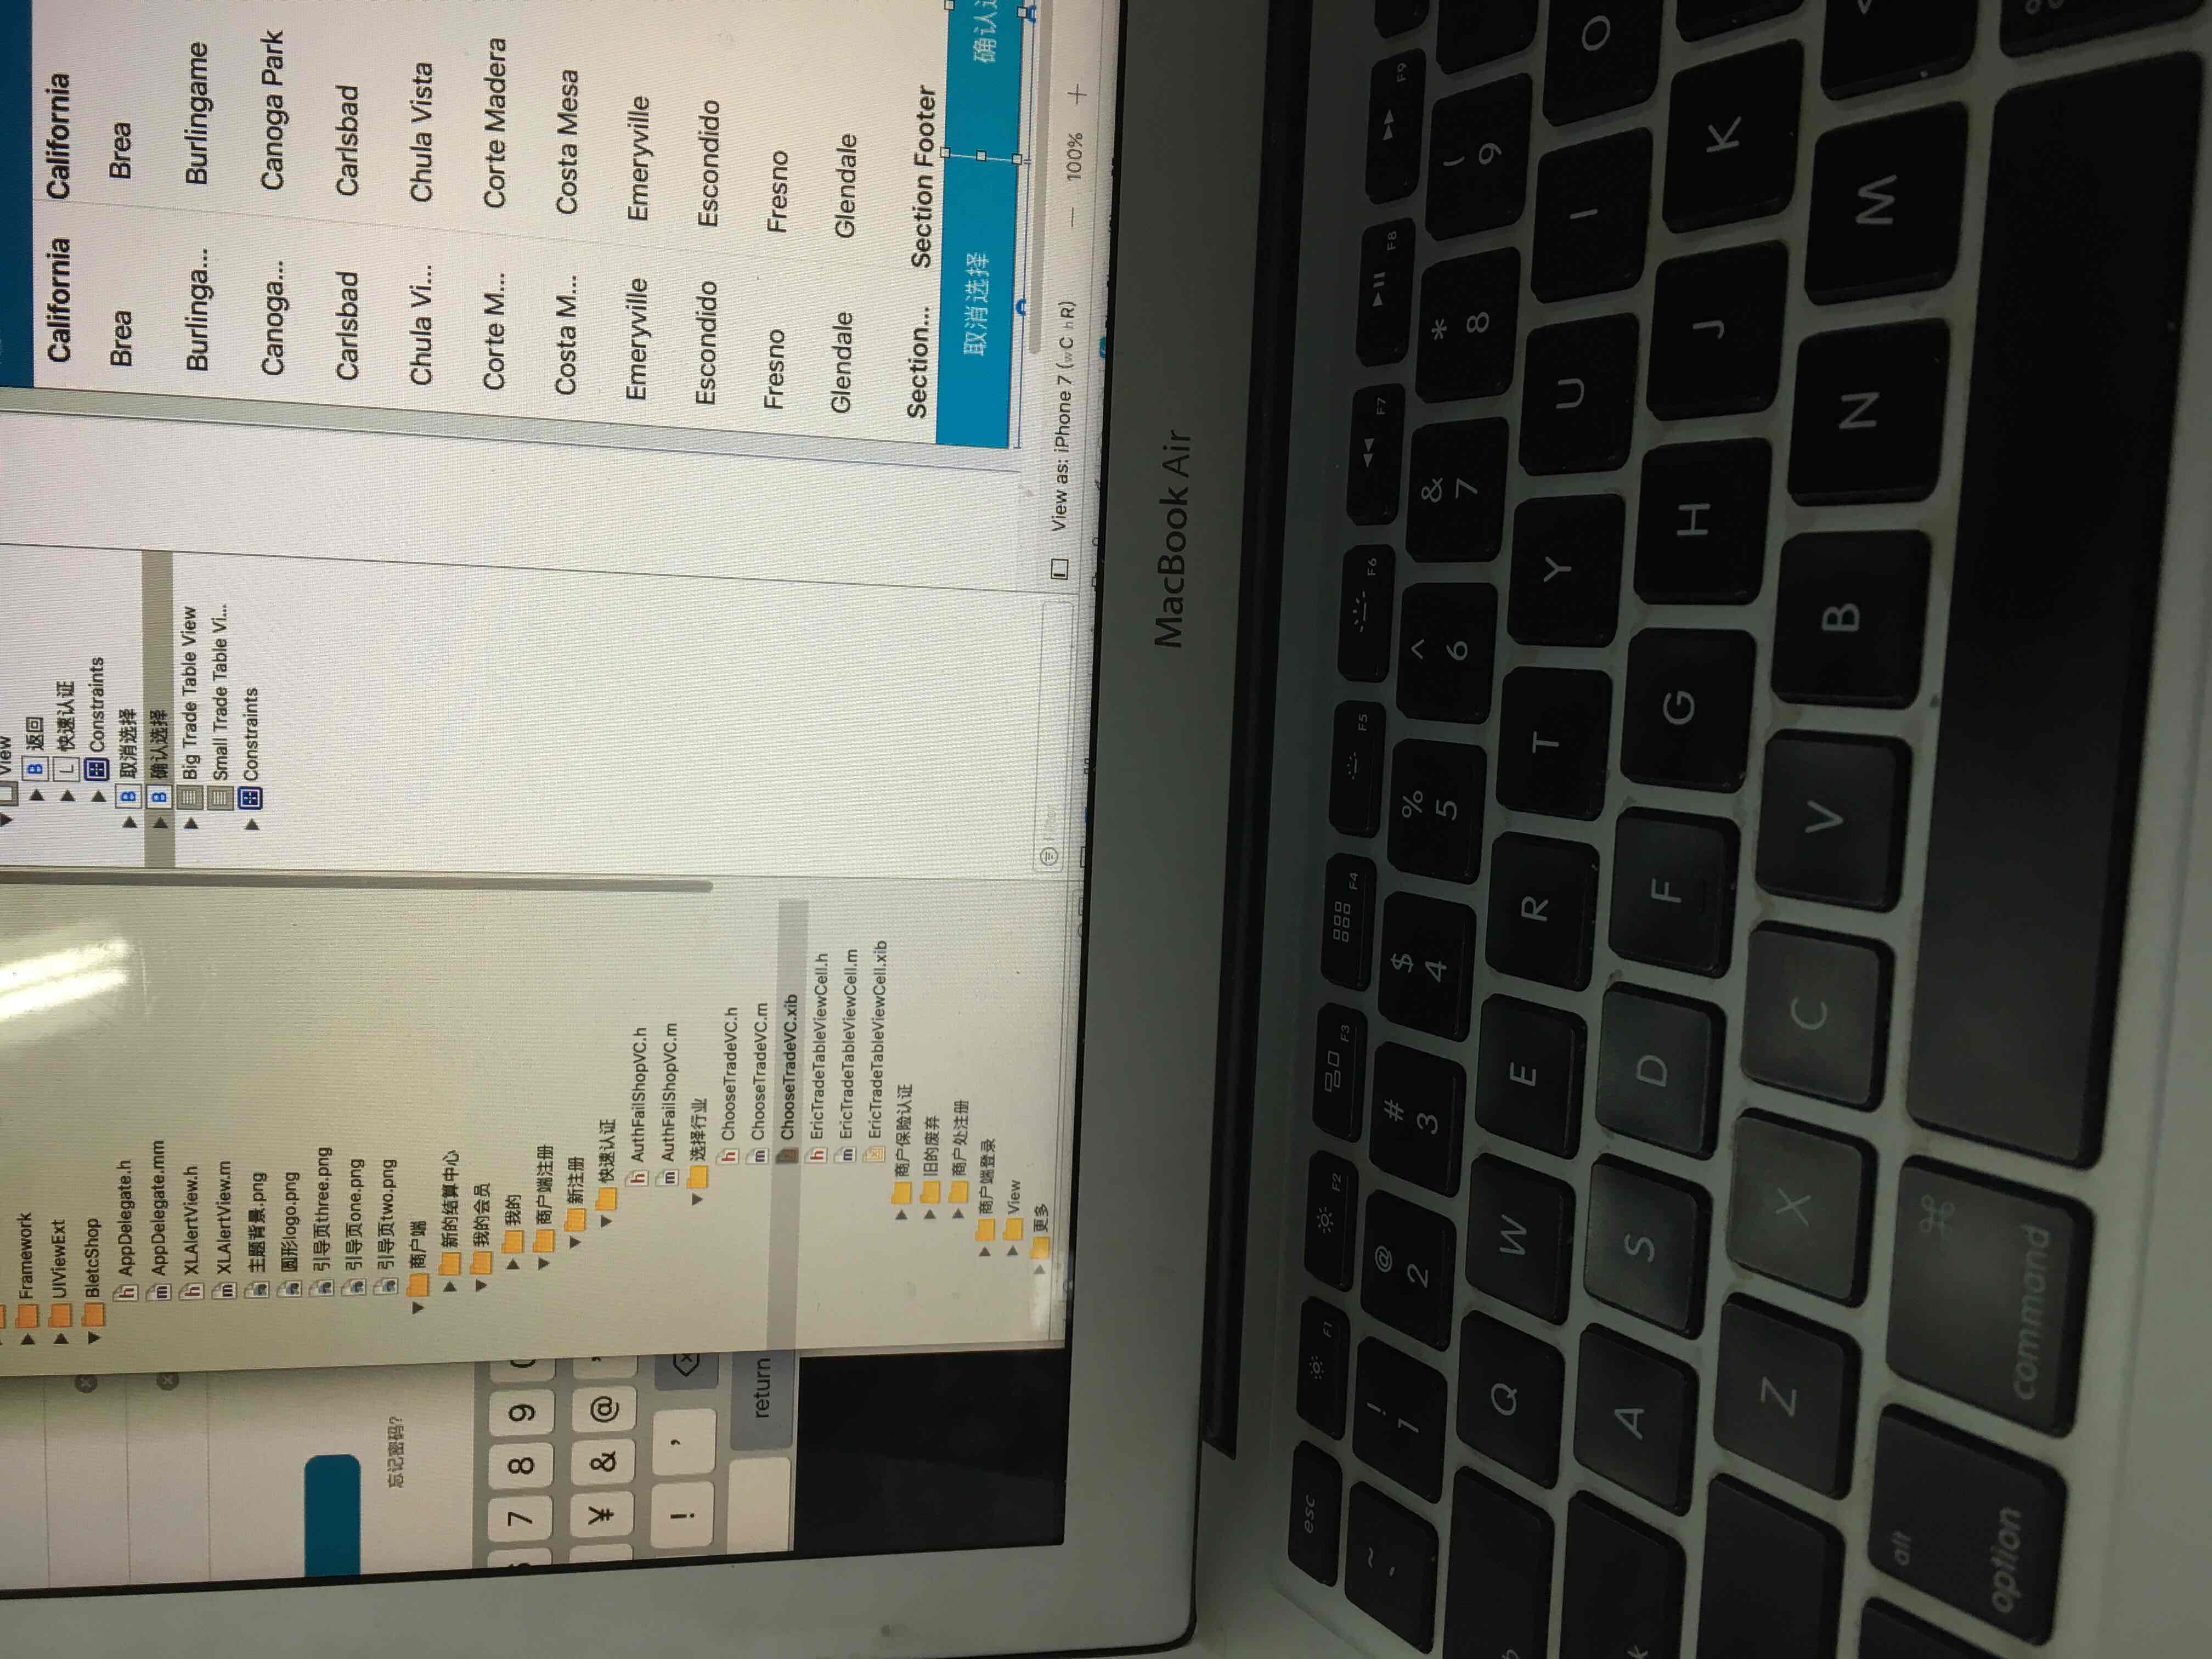 忘记密码?
7 8 9
¥ & @ '
! ,
return
Framework
UIViewExt
BletcShop
AppDelegate.h
AppDelegate.mm
XLAlertView.h
XLAlertView.m
主题背景.png
圆形logo.png
引导页three.png
引导页one.png
引导页two.png
商户端
新的结算中心
我的会员
我的
商户端注册
新注册
快速认证
AuthFailShopVC.h
AuthFailShopVC.m
选择行业
ChooseTradeVC.h
ChooseTradeVC.m
ChooseTradeVC.xib
EricTradeTableViewCell.h
EricTradeTableViewCell.m
EricTradeTableViewCell.xib
商户保险认证
旧的废弃
商户处注册
商户端登录
View
更多
View
B 返回
L 快速认证
Constraints
B 取消选择
B 确认选择
Big Trade Table View
Small Trade Table Vi...
Constraints
Filter
California California
Brea Brea
Burlinga... Burlingame
Canoga... Canoga Park
Carlsbad Carlsbad
Chula Vi... Chula Vista
Corte M... Corte Madera
Costa M... Costa Mesa
Emeryville Emeryville
Escondido Escondido
Fresno Fresno
Glendale Glendale
Section... Section Footer
取消选择 确认
View as: iPhone 7 (wC hR) — 100% +
MacBook Air
esc F1 F2 F3 F4 F5 F6 F7 F8 F9
~ ! @ # $ % ^ & * (
1 2 3 4 5 6 7 8 9
Q W E R T Y U I O
A S D F G H J K
Z X C V B N M
alt ⌘
option command